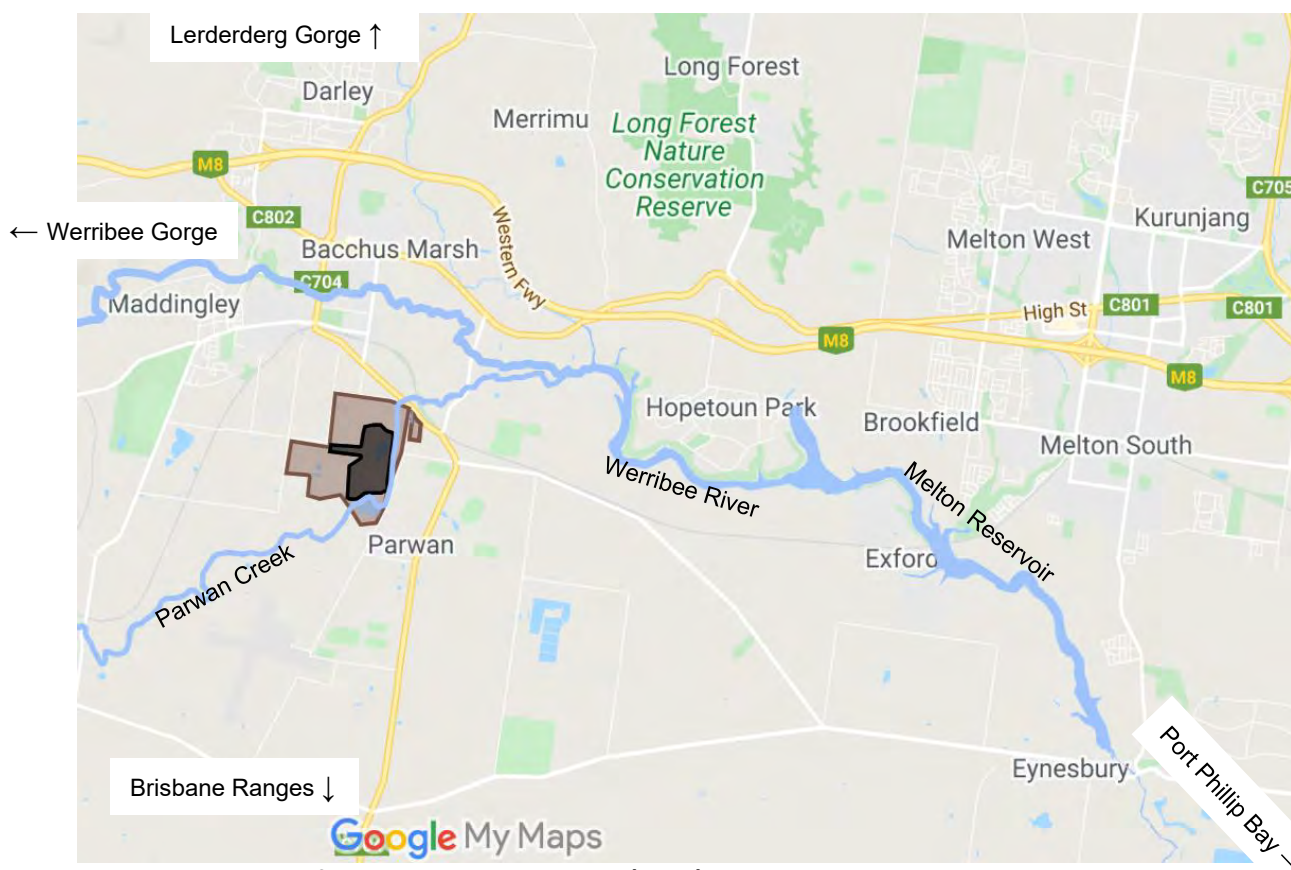 Lerderderg Gorge ↑
Long Forest
Darley
Merrimu
Long Forest
Nature
Conservation
Reserve
M8
C705
C802
← Werribee Gorge
Kurunjang
Melton West
Bacchus Marsh
Western Fwy
C704
Maddingley
High St
C801
C801
M8
M8
Hopetoun Park
Brookfield
Melton South
Werribee River
Melton Reservoir
Parwan
Exford
Parwan Creek
Eynesbury
Port Phillip Bay →
Brisbane Ranges ↓
Google My Maps